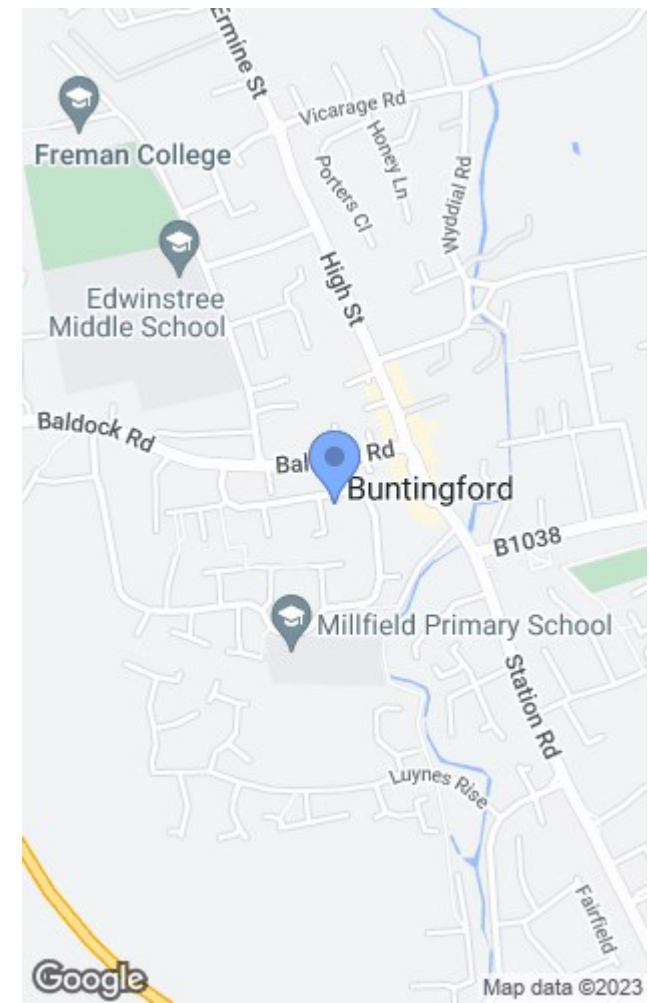 Ermine St
Vicarage Rd
Freman College
Honey Ln
Porters Cl
Wyddial Rd
High St
Edwinstree
Middle School
Baldock Rd
Bal
Rd
Buntingford
B1038
Millfield Primary School
Station Rd
Luynes Rise
Fairfield
Google
Map data ©2023